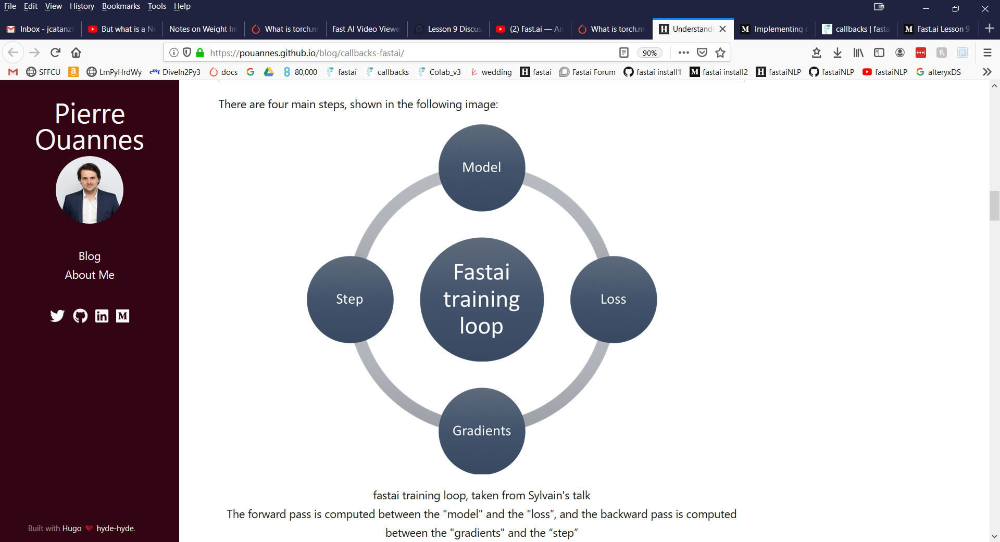 File Edit View History Bookmarks Tools Help
Inbox - jcatanz
But what is a Ne
Notes on Weight Ini
What is torch.nn
Fast AI Video Viewe
Lesson 9 Discus
(2) Fast.ai — An
What is torch.nn
Understandi
Implementing c
callbacks | fasta
Fast.ai Lesson 9
https://pouannes.github.io/blog/callbacks-fastai/
90%
SFFCU
LrnPyHrdWy
DiveIn2Py3
docs
80,000
fastai
callbacks
Colab_v3
wedding
fastai
Fastai Forum
fastai install1
fastai install2
fastaiNLP
fastaiNLP
fastaiNLP
alteryxDS
Pierre
Ouannes
Blog
About Me
Built with Hugo ❤ hyde-hyde.
There are four main steps, shown in the following image:
Model
Fastai
training
loop
Step
Loss
Gradients
fastai training loop, taken from Sylvain's talk
The forward pass is computed between the "model" and the "loss”, and the backward pass is computed
between the "gradients" and the “step”